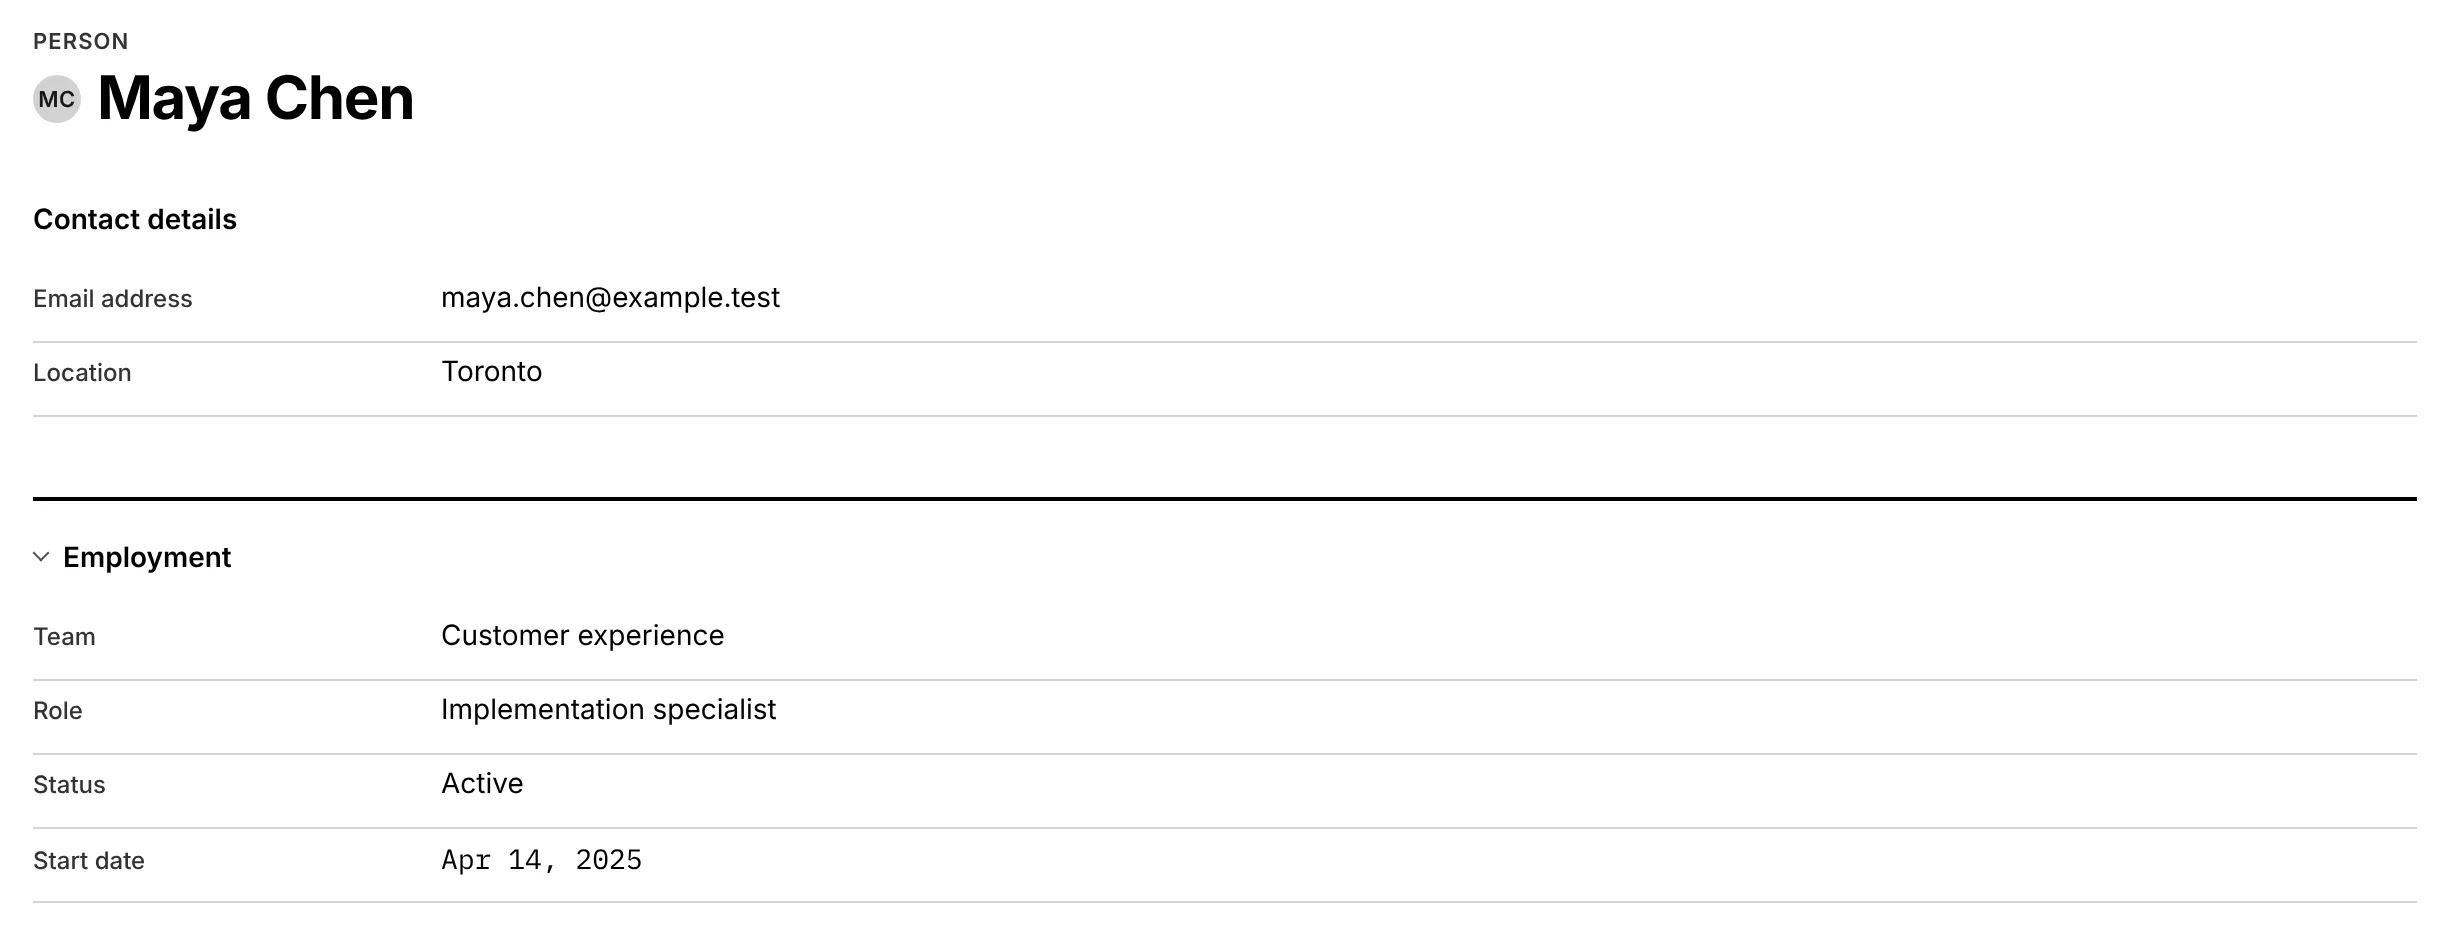 PERSON
MC Maya Chen
Contact details
Email address maya.chen@example.test
Location Toronto
Employment
Team Customer experience
Role Implementation specialist
Status Active
Start date Apr 14, 2025